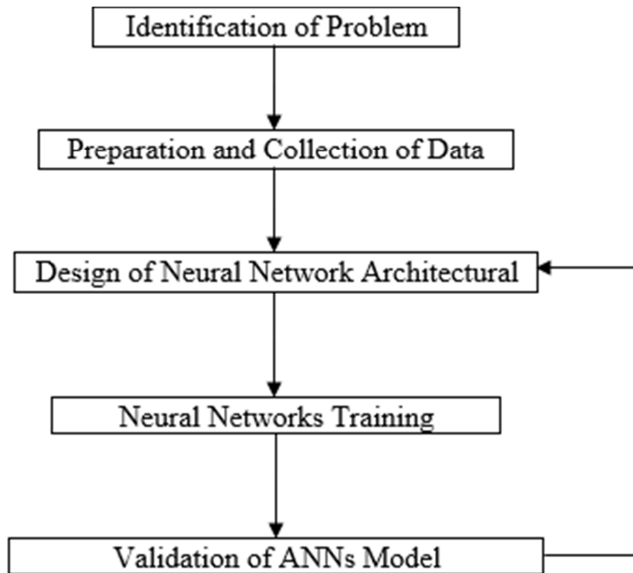 Identification of Problem
Preparation and Collection of Data
Design of Neural Network Architectural
Neural Networks Training
Validation of ANNs Model